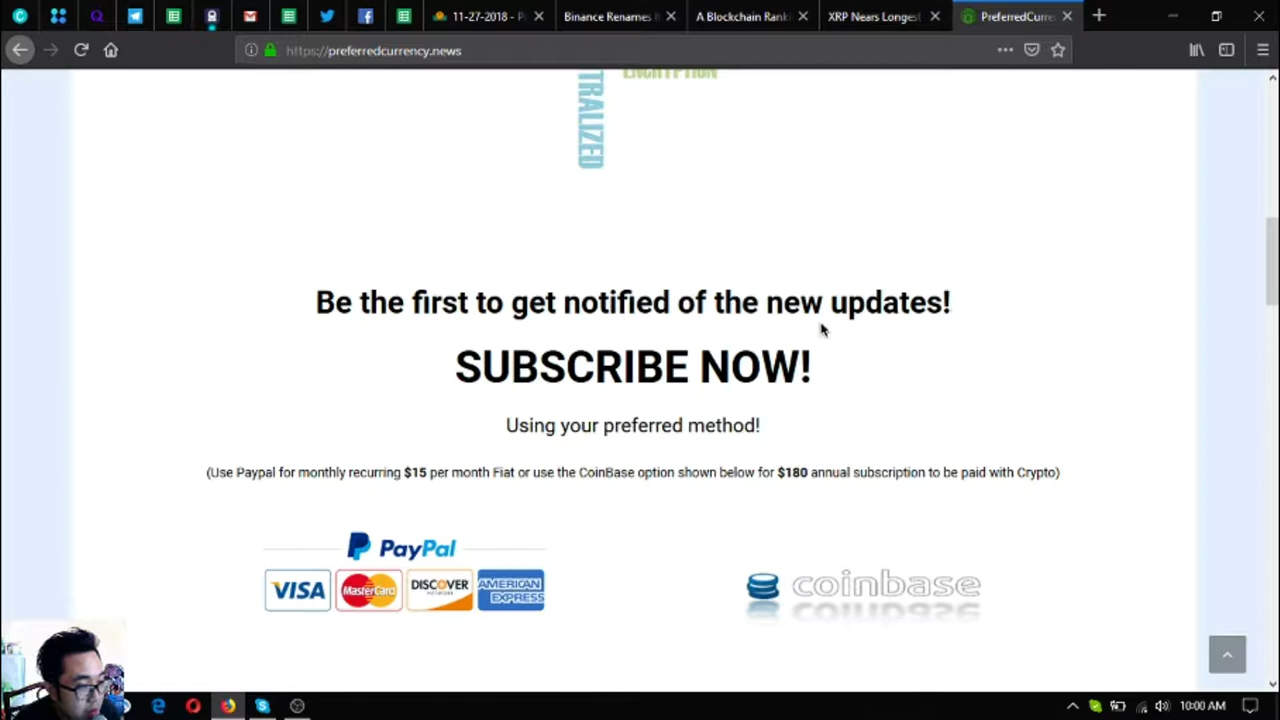 11-27-2018 - P
Binance Renames
A Blockchain Rank
XRP Nears Longest
PreferredCurre
https://preferredcurrency.news
ENCRYPTION
TRALIZED
Be the first to get notified of the new updates!
SUBSCRIBE NOW!
Using your preferred method!
(Use Paypal for monthly recurring $15 per month Fiat or use the CoinBase option shown below for $180 annual subscription to be paid with Crypto)
PayPal
VISA MasterCard DISCOVER NETWORK AMERICAN EXPRESS
coinbase
10:00 AM